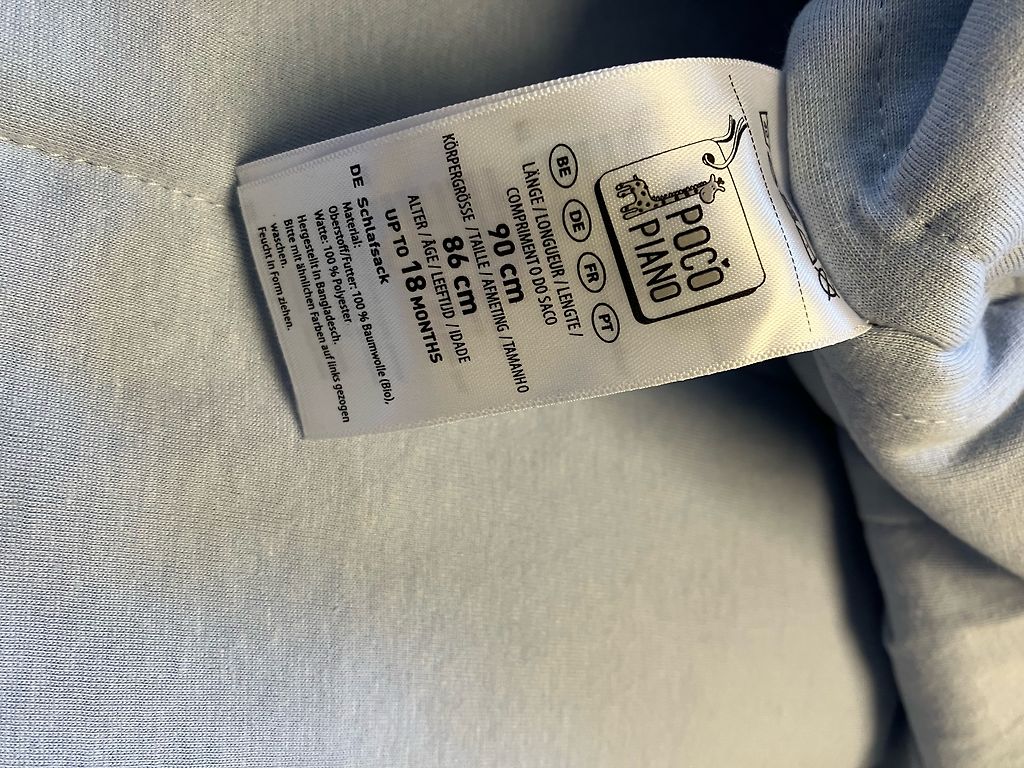 POCO
PIANO
BE DE FR PT
LÄNGE / LONGUEUR / LENGTE /
COMPRIMENTO DO SACO
90 cm
KÖRPERGRÖSSE / TALLE / AFMETING / TAMANHO
86 cm
ALTER / ÂGE / LEEFTIJD / IDADE
UP TO 18 MONTHS
DE Schlafsack
Material:
Oberstoff/Futter: 100 % Baumwolle (Bio),
Watte: 100 % Polyester
Hergestellt in Bangladesch.
Bitte mit ähnlichen Farben auf links gezogen
waschen.
Feucht in Form ziehen.